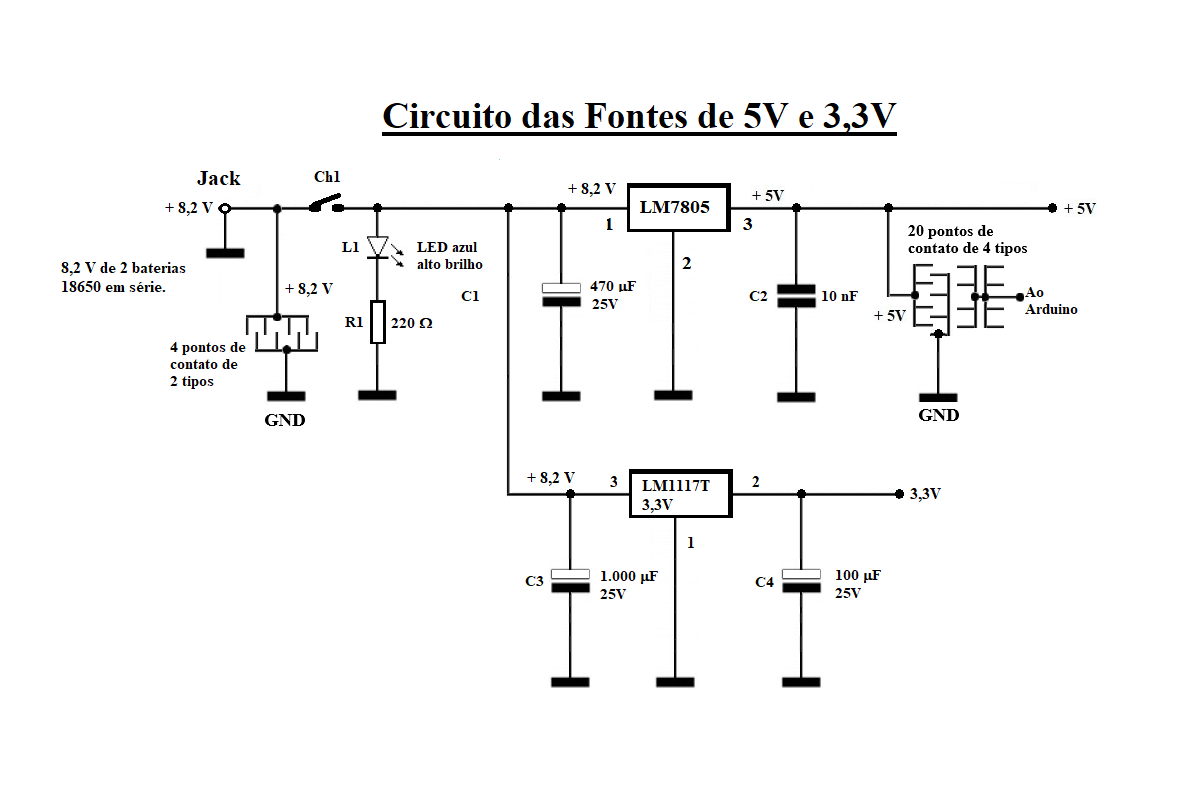 Circuito das Fontes de 5V e 3,3V
Jack
Ch1
+ 8,2 V
+ 8,2 V
LM7805
+ 5V
+ 5V
1
3
2
L1
LED azul
alto brilho
20 pontos de
contato de 4 tipos
8,2 V de 2 baterias
18650 em série.
+ 8,2 V
C1
470 µF
25V
C2
10 nF
+ 5V
Ao
Arduino
R1
220 Ω
4 pontos de
contato de
2 tipos
GND
GND
+ 8,2 V
3
LM1117T
3,3V
2
3,3V
1
C3
1.000 µF
25V
C4
100 µF
25V